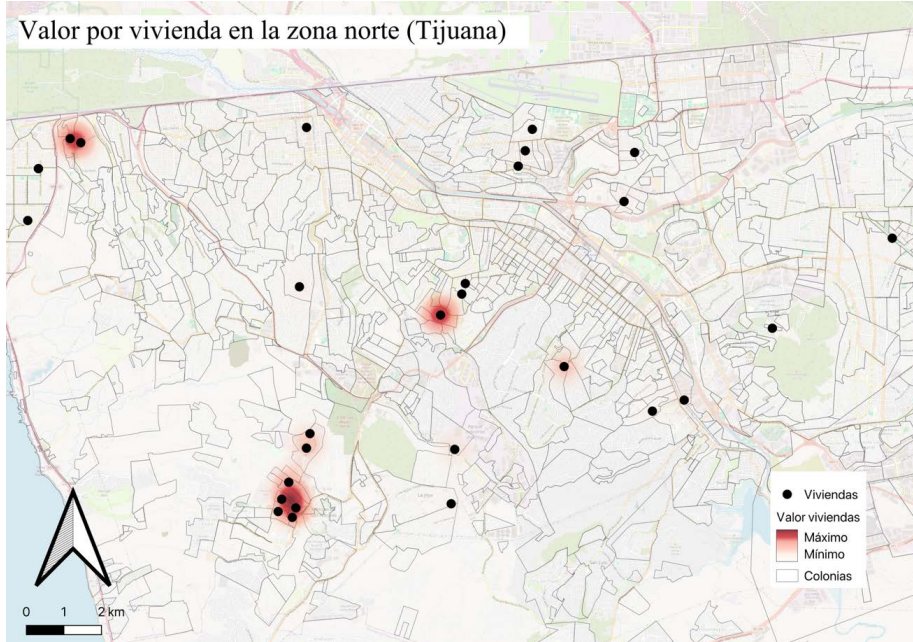 Valor por vivienda en la zona norte (Tijuana)
Viviendas
Valor viviendas
Máximo
Mínimo
Colonias
0 1 2 km